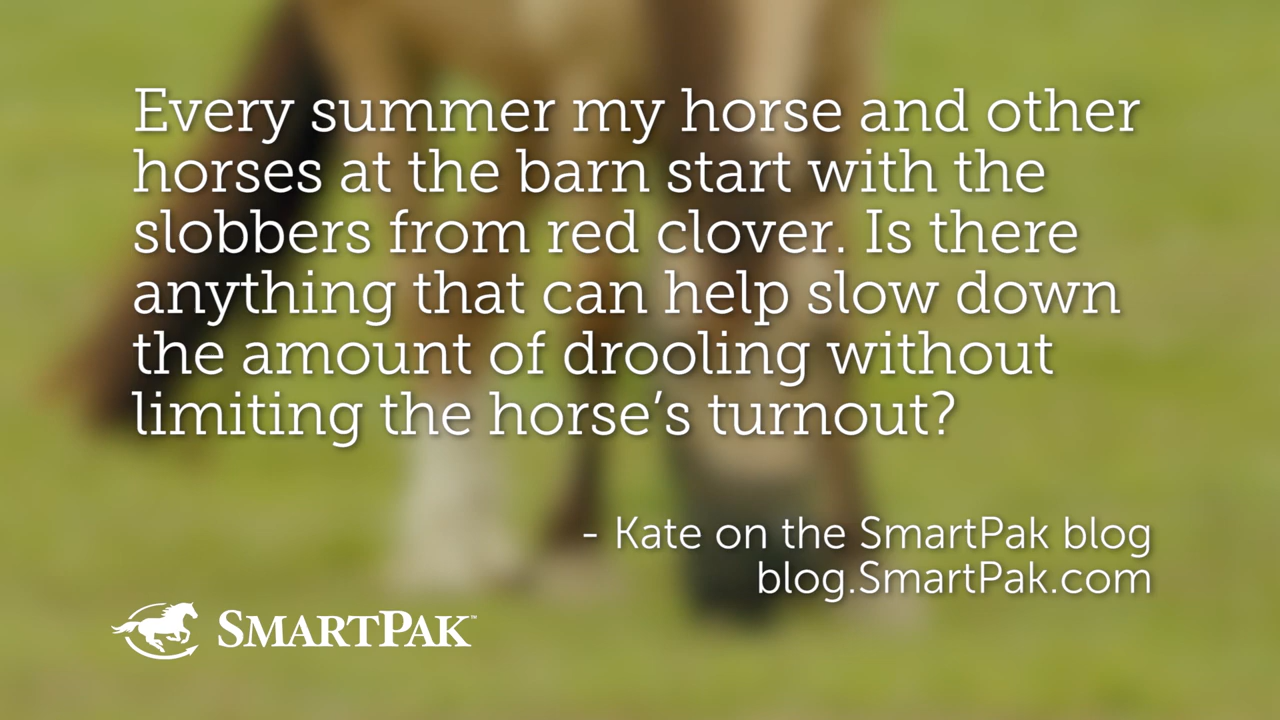 Every summer my horse and other
horses at the barn start with the
slobbers from red clover. Is there
anything that can help slow down
the amount of drooling without
limiting the horse’s turnout?
- Kate on the SmartPak blog
blog.SmartPak.com
SMARTPAK™